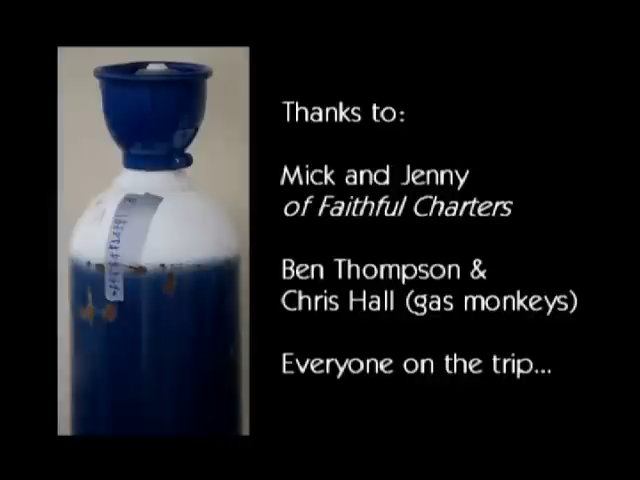 Thanks to:
Mick and Jenny
of Faithful Charters
Ben Thompson &
Chris Hall (gas monkeys)
Everyone on the trip...